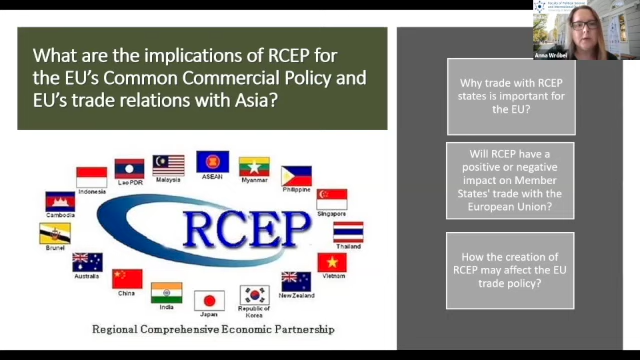 What are the implications of RCEP for
the EU's Common Commercial Policy and
EU's trade relations with Asia?
Indonesia
Lao PDR
Malaysia
ASEAN
Myanmar
Philippine
Singapore
Cambodia
RCEP
Thailand
Brunei
Vietnam
Australia
China
India
Japan
Republic of
Korea
New Zealand
Regional Comprehensive Economic Partnership
Anna Wróbel
Why trade with RCEP
states is important for
the EU?
Will RCEP have a
positive or negative
impact on Member
States' trade with the
European Union?
How the creation of
RCEP may affect the EU
trade policy?